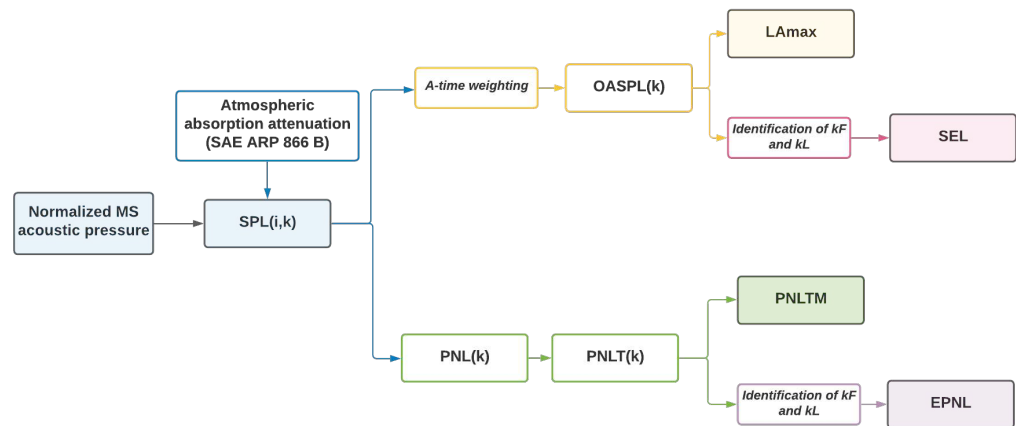 LAmax
A-time weighting
OASPL(k)
Atmospheric
absorption attenuation
(SAE ARP 866 B)
Identification of kF
and kL
SEL
Normalized MS
acoustic pressure
SPL(i,k)
PNLTM
PNL(k)
PNLT(k)
Identification of kF
and kL
EPNL